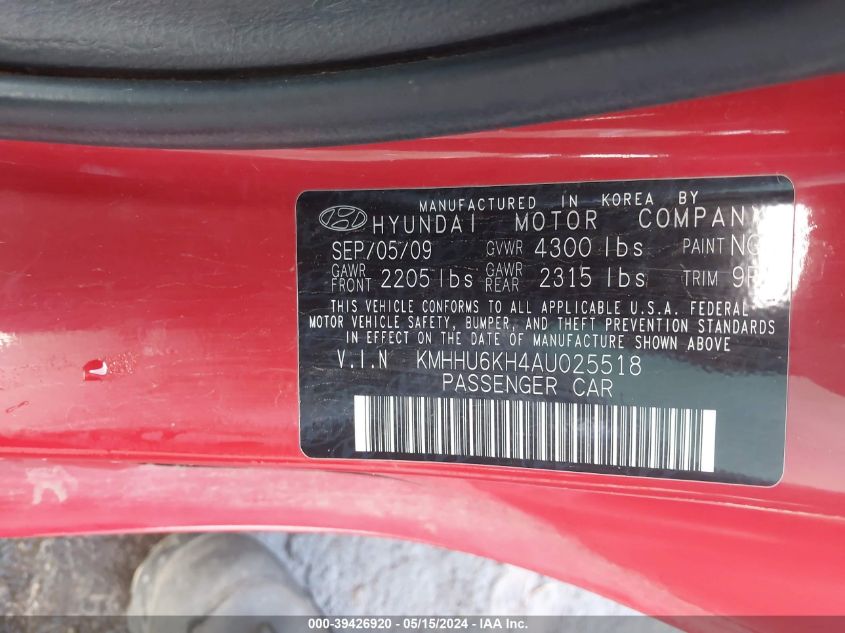 MANUFACTURED IN KOREA BY
HYUNDAI MOTOR COMPANY
SEP/05/09 GVWR 4300 lbs PAINT
GAWR FRONT 2205 lbs GAWR REAR 2315 lbs TRIM
THIS VEHICLE CONFORMS TO ALL APPLICABLE U.S.A. FEDERAL
MOTOR VEHICLE SAFETY, BUMPER, AND THEFT PREVENTION STANDARDS
IN EFFECT ON THE DATE OF MANUFACTURE SHOWN ABOVE
V.I.N KMHHU6KH4AU025518
PASSENGER CAR
000-39426920 - 05/15/2024 - IAA Inc.